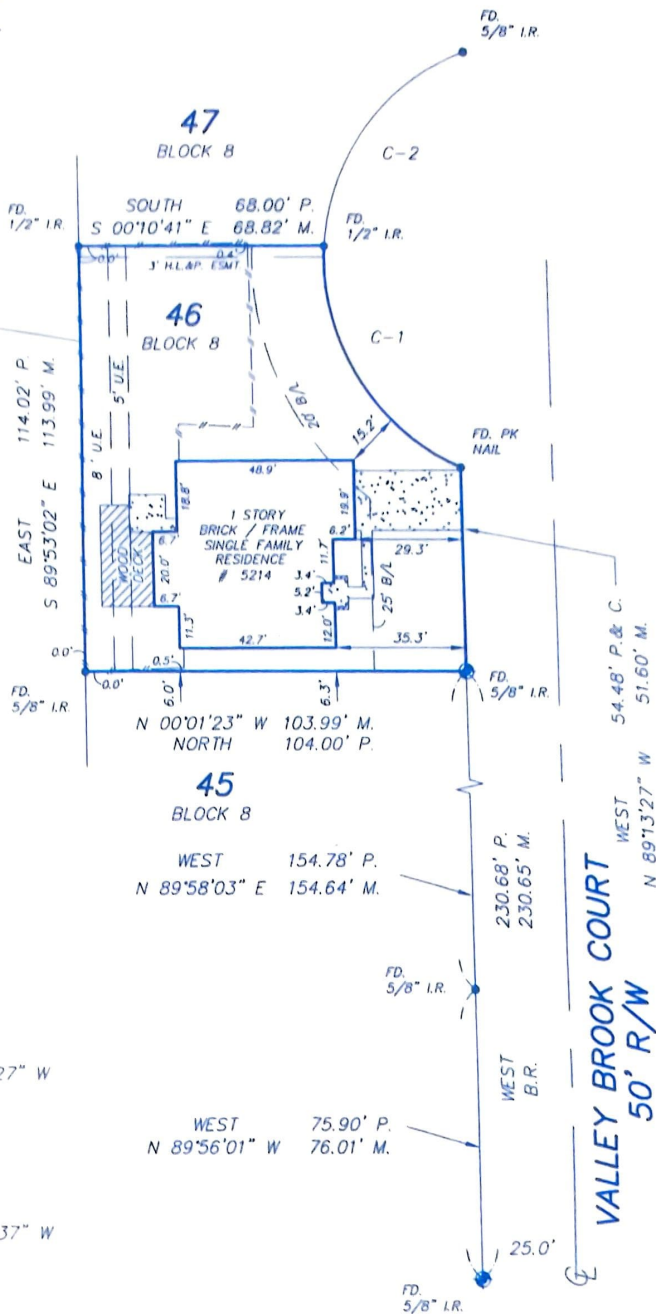 FD.
5/8" I.R.
47
BLOCK 8
C-2
FD.
1/2" I.R.
SOUTH 68.00' P.
S 00°10'41" E 68.82' M.
FD.
1/2" I.R.
0.0'
0.4'
3' H.L.&P. ESMT
46
BLOCK 8
C-1
EAST 114.02' P.
S 89°53'02" E 113.99' M.
8' U.E.
5' U.E.
20' B/L
15.2'
FD. PK
NAIL
48.9'
18.8'
19.9'
1 STORY
BRICK / FRAME
SINGLE FAMILY
RESIDENCE
# 5214
6.7'
6.2'
29.3'
WOOD
DECK
20.0'
11.7'
3.4'
5.2'
3.4'
25' B/L
6.7'
11.3'
42.7'
12.0'
35.3'
0.0'
0.5'
0.0'
6.0'
6.3'
FD.
5/8" I.R.
FD.
5/8" I.R.
N 00°01'23" W 103.99' M.
NORTH 104.00' P.
45
BLOCK 8
WEST 54.48' P.& C.
N 89°13'27" W 51.60' M.
WEST 154.78' P.
N 89°58'03" E 154.64' M.
230.68' P.
230.65' M.
FD.
5/8" I.R.
WEST
B.R.
VALLEY BROOK COURT
50' R/W
27" W
WEST 75.90' P.
N 89°56'01" W 76.01' M.
37" W
25.0'
FD.
5/8" I.R.